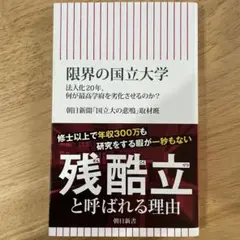 限界の国立大学
法人化20年、
何が最高学府を劣化させるのか?
朝日新聞「国立大の悲鳴」取材班
修士以上で年収300万も
研究をする暇が一秒もない
残酷立
と呼ばれる理由
朝日新書